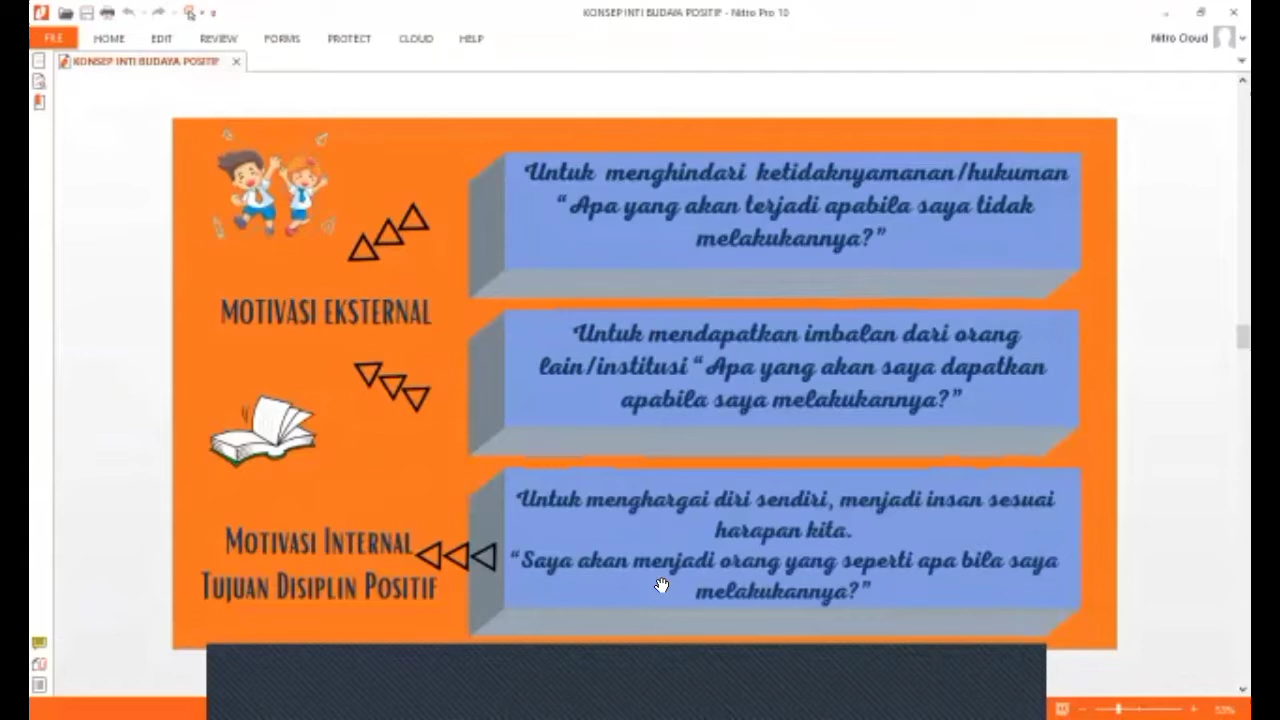 KONSEP INTI BUDAYA POSITIF - Nitro Pro 10
FILE HOME EDIT REVIEW FORMS PROTECT CLOUD HELP
Nitro Cloud
KONSEP INTI BUDAYA POSITIF
Untuk menghindari ketidaknyamanan/hukuman
“Apa yang akan terjadi apabila saya tidak
melakukannya?”
MOTIVASI EKSTERNAL
Untuk mendapatkan imbalan dari orang
lain/institusi “Apa yang akan saya dapatkan
apabila saya melakukannya?”
Untuk menghargai diri sendiri, menjadi insan sesuai
harapan kita.
“Saya akan menjadi orang yang seperti apa bila saya
melakukannya?”
MOTIVASI INTERNAL
TUJUAN DISIPLIN POSITIF